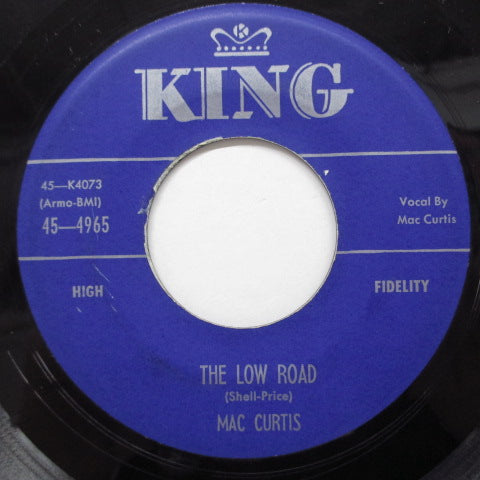 K
KING
45—K4073
(Armo-BMI)
45—4965
Vocal By
Mac Curtis
HIGH
FIDELITY
THE LOW ROAD
(Shell-Price)
MAC CURTIS